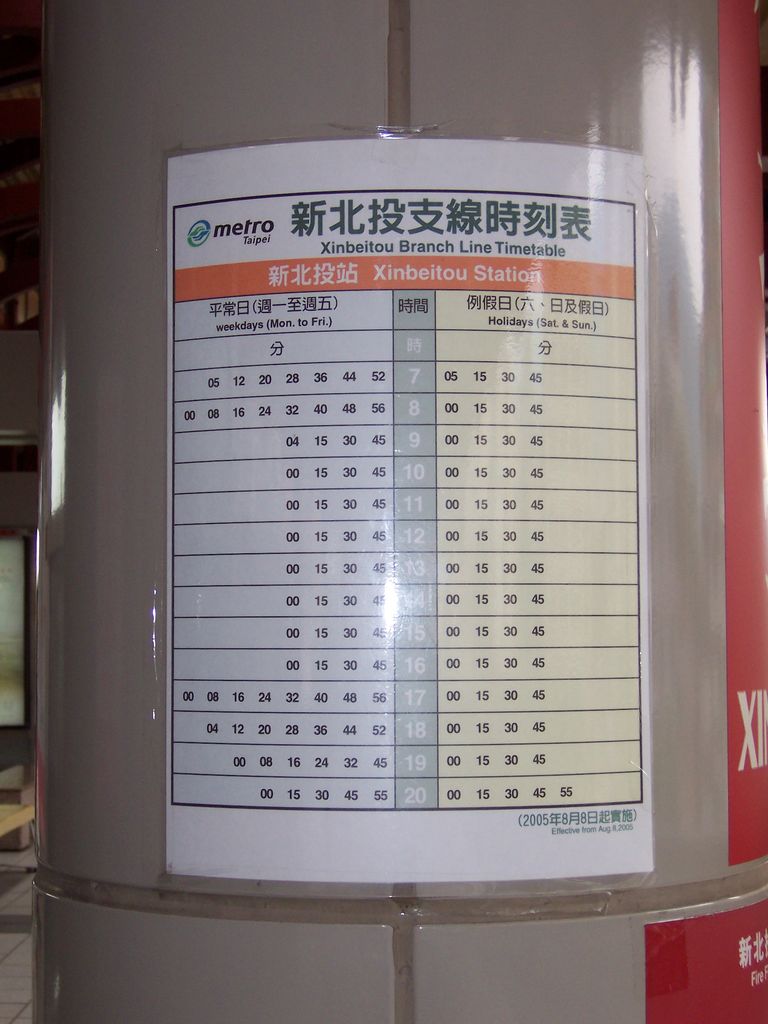 metro
Taipei
新北投支線時刻表
Xinbeitou Branch Line Timetable
新北投站 Xinbeitou Station
平常日(週一至週五) 時間 例假日(六、日及假日)
weekdays (Mon. to Fri.) Holidays (Sat. & Sun.)
分 時 分
05 12 20 28 36 44 52 7 05 15 30 45
00 08 16 24 32 40 48 56 8 00 15 30 45
04 15 30 45 9 00 15 30 45
00 15 30 45 10 00 15 30 45
00 15 30 45 11 00 15 30 45
00 15 30 45 12 00 15 30 45
00 15 30 45 13 00 15 30 45
00 15 30 45 14 00 15 30 45
00 15 30 45 15 00 15 30 45
00 15 30 45 16 00 15 30 45
00 08 16 24 32 40 48 56 17 00 15 30 45
04 12 20 28 36 44 52 18 00 15 30 45
00 08 16 24 32 45 19 00 15 30 45
00 15 30 45 55 20 00 15 30 45 55
(2005年8月8日起實施)
Effective from Aug.8,2005
XI
新北
Fire